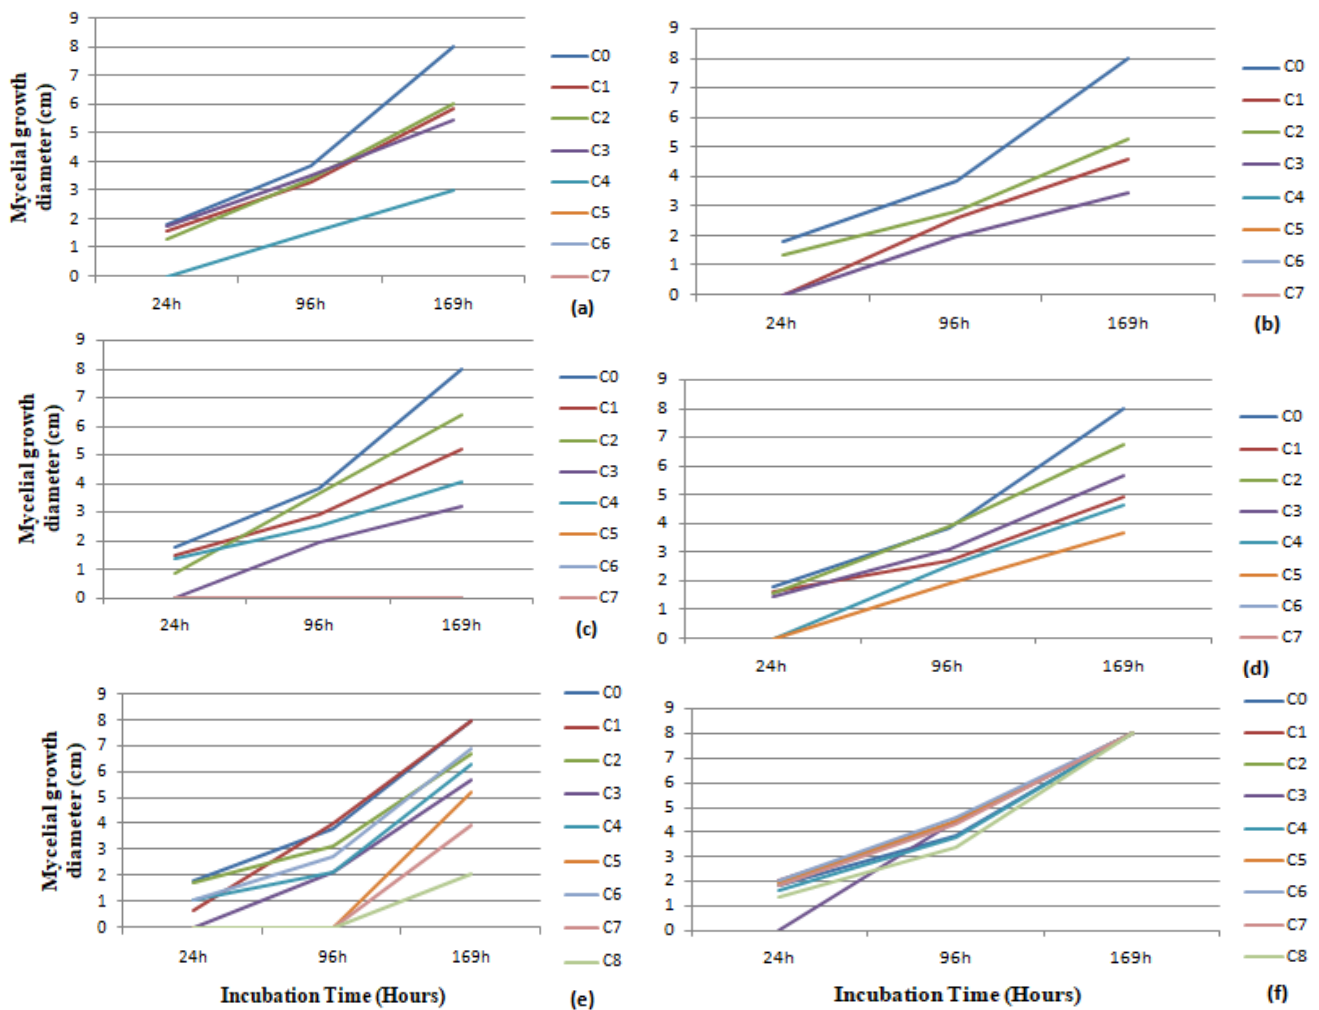 Mycelial growth
diameter (cm)
9
8
7
6
5
4
3
2
1
0
24h 96h 169h
C0
C1
C2
C3
C4
C5
C6
C7
(a)
9
8
7
6
5
4
3
2
1
0
24h 96h 169h
C0
C1
C2
C3
C4
C5
C6
C7
(b)
Mycelial growth
diameter (cm)
9
8
7
6
5
4
3
2
1
0
24h 96h 169h
C0
C1
C2
C3
C4
C5
C6
C7
(c)
9
8
7
6
5
4
3
2
1
0
24h 96h 169h
C0
C1
C2
C3
C4
C5
C6
C7
(d)
Mycelial growth
diameter (cm)
9
8
7
6
5
4
3
2
1
0
24h 96h 169h
Incubation Time (Hours)
C0
C1
C2
C3
C4
C5
C6
C7
C8
(e)
9
8
7
6
5
4
3
2
1
0
24h 96h 169h
Incubation Time (Hours)
C0
C1
C2
C3
C4
C5
C6
C7
C8
(f)